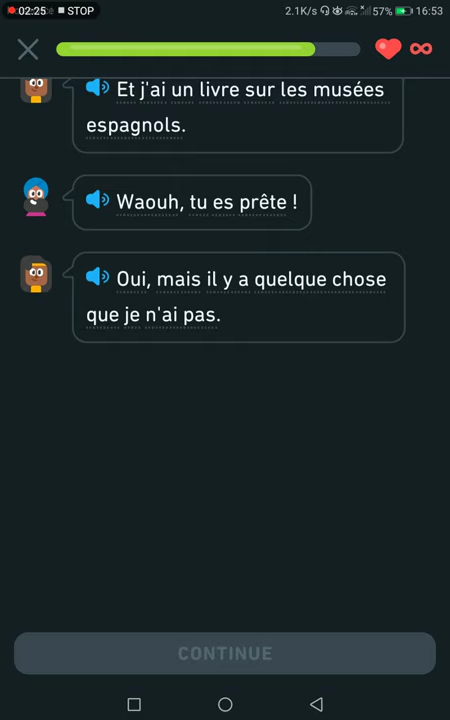 02:25 STOP 2.1K/s 57% 16:53
∞
Et j'ai un livre sur les musées
espagnols.
Waouh, tu es prête !
Oui, mais il y a quelque chose
que je n'ai pas.
CONTINUE